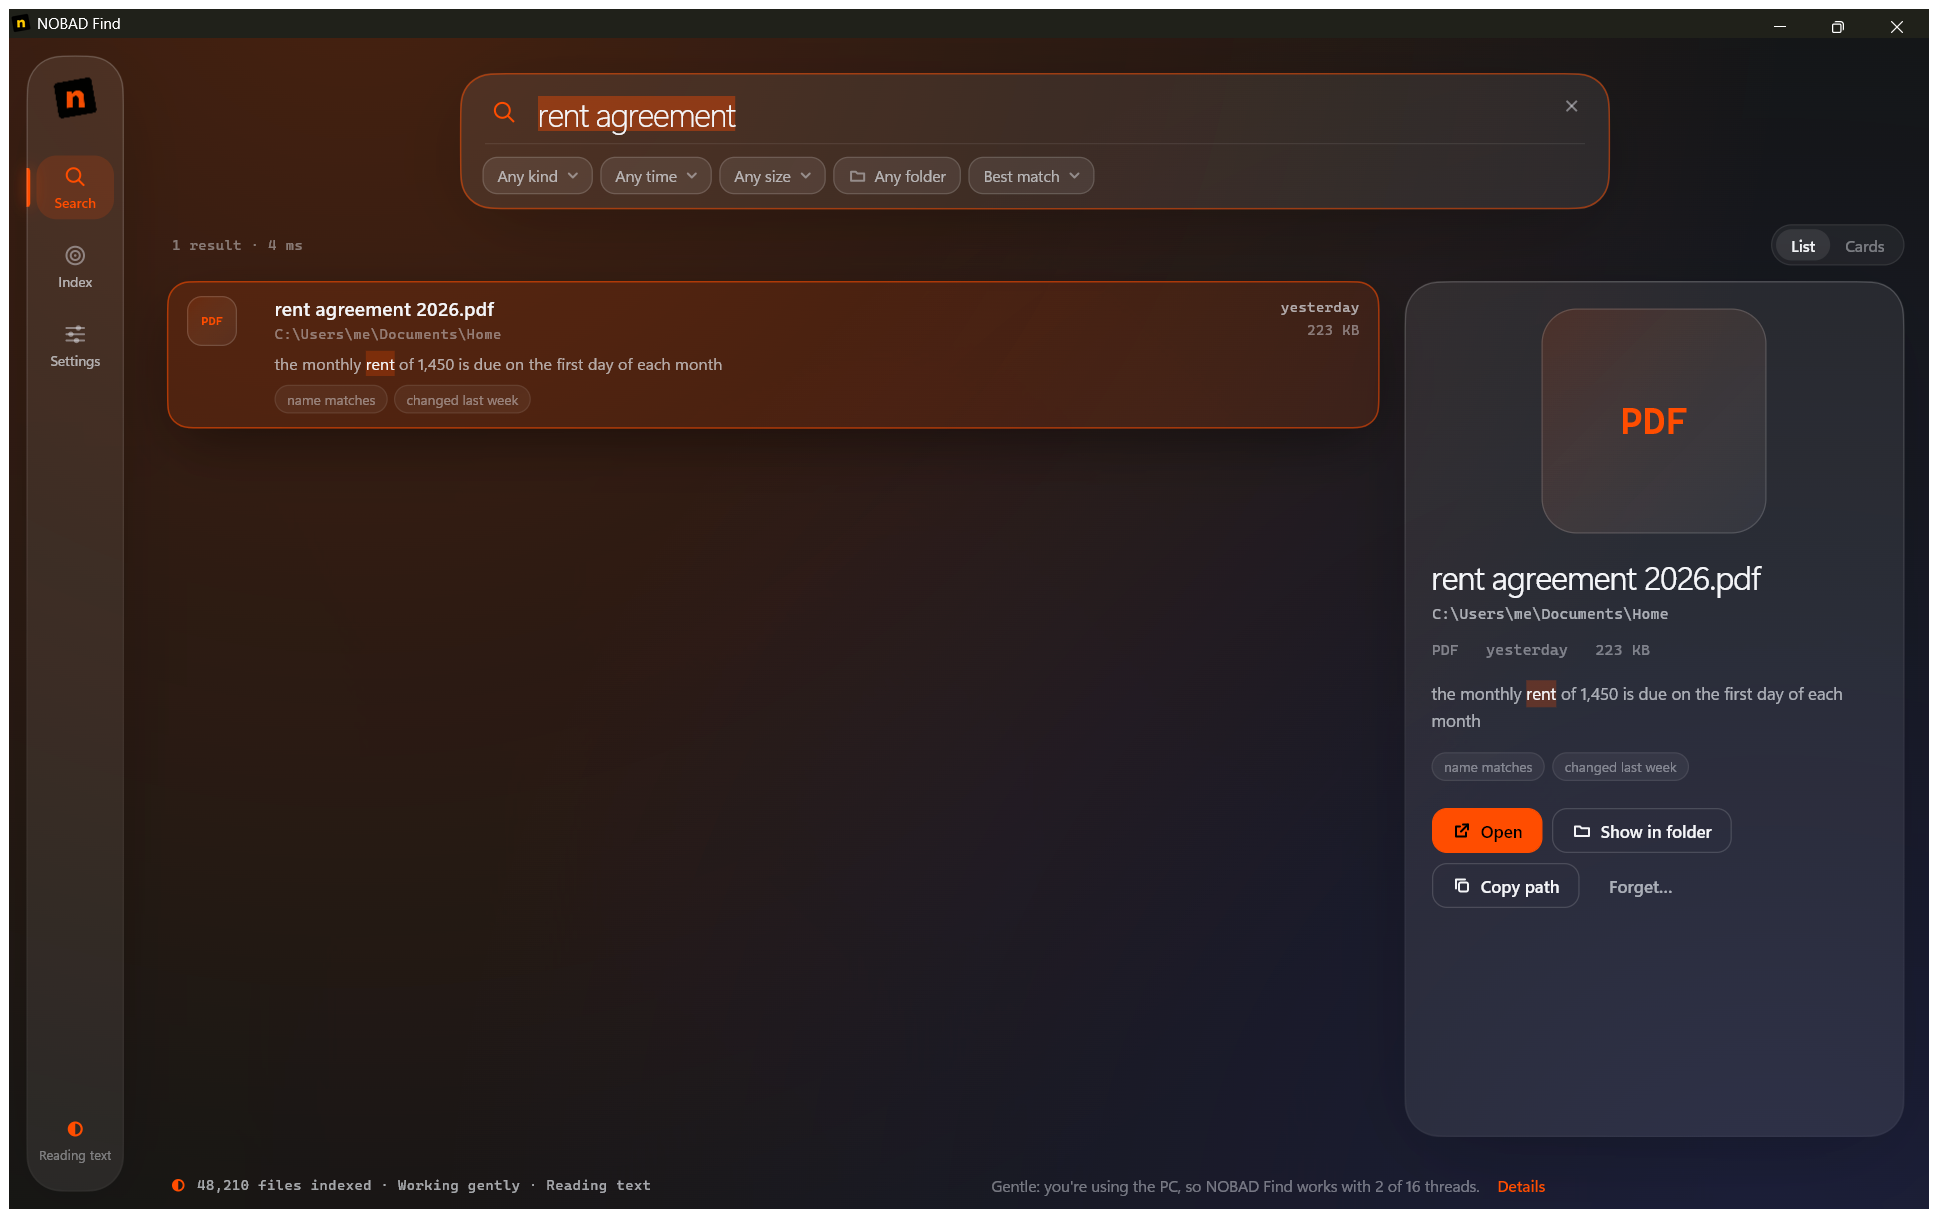 n NOBAD Find
n
Search
Index
Settings
Reading text
rent agreement
Any kind Any time Any size Any folder Best match
1 result · 4 ms
List Cards
PDF
rent agreement 2026.pdf
C:\Users\me\Documents\Home
the monthly rent of 1,450 is due on the first day of each month
name matches changed last week
yesterday
223 KB
PDF
rent agreement 2026.pdf
C:\Users\me\Documents\Home
PDF yesterday 223 KB
the monthly rent of 1,450 is due on the first day of each
month
name matches changed last week
Open Show in folder
Copy path Forget...
48,210 files indexed · Working gently · Reading text
Gentle: you're using the PC, so NOBAD Find works with 2 of 16 threads. Details